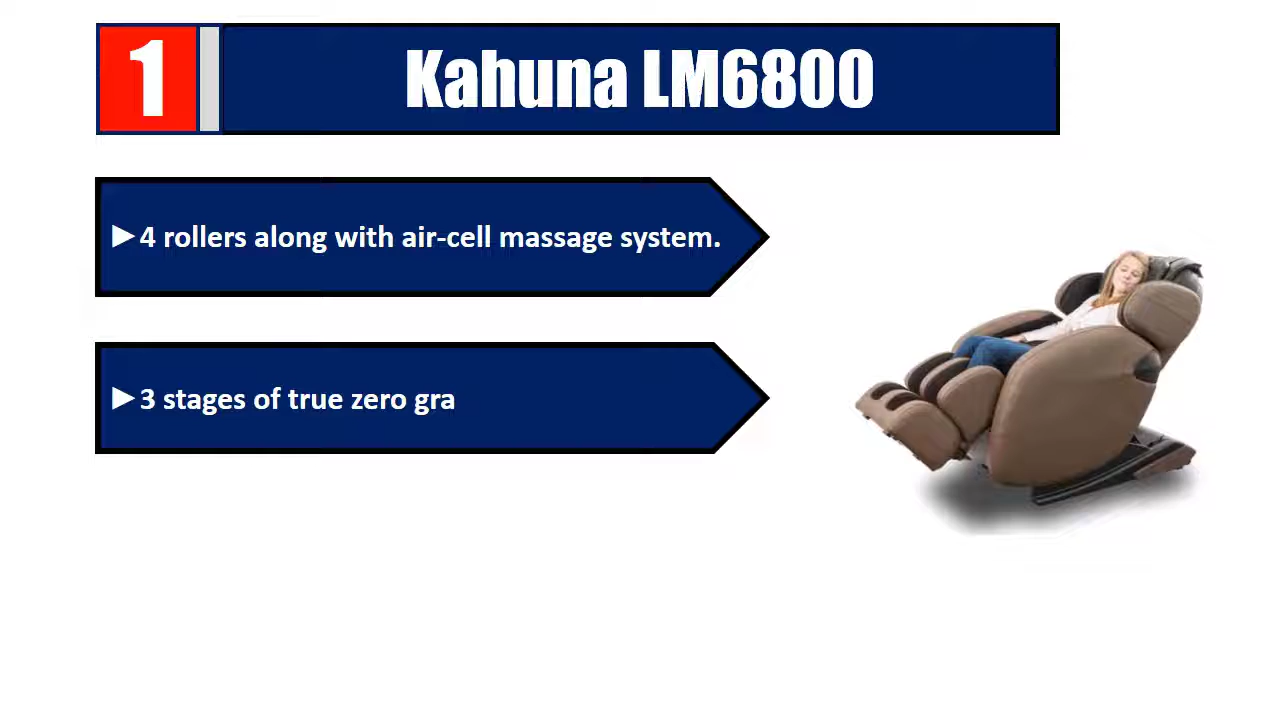 1
Kahuna LM6800
►4 rollers along with air-cell massage system.
►3 stages of true zero gra